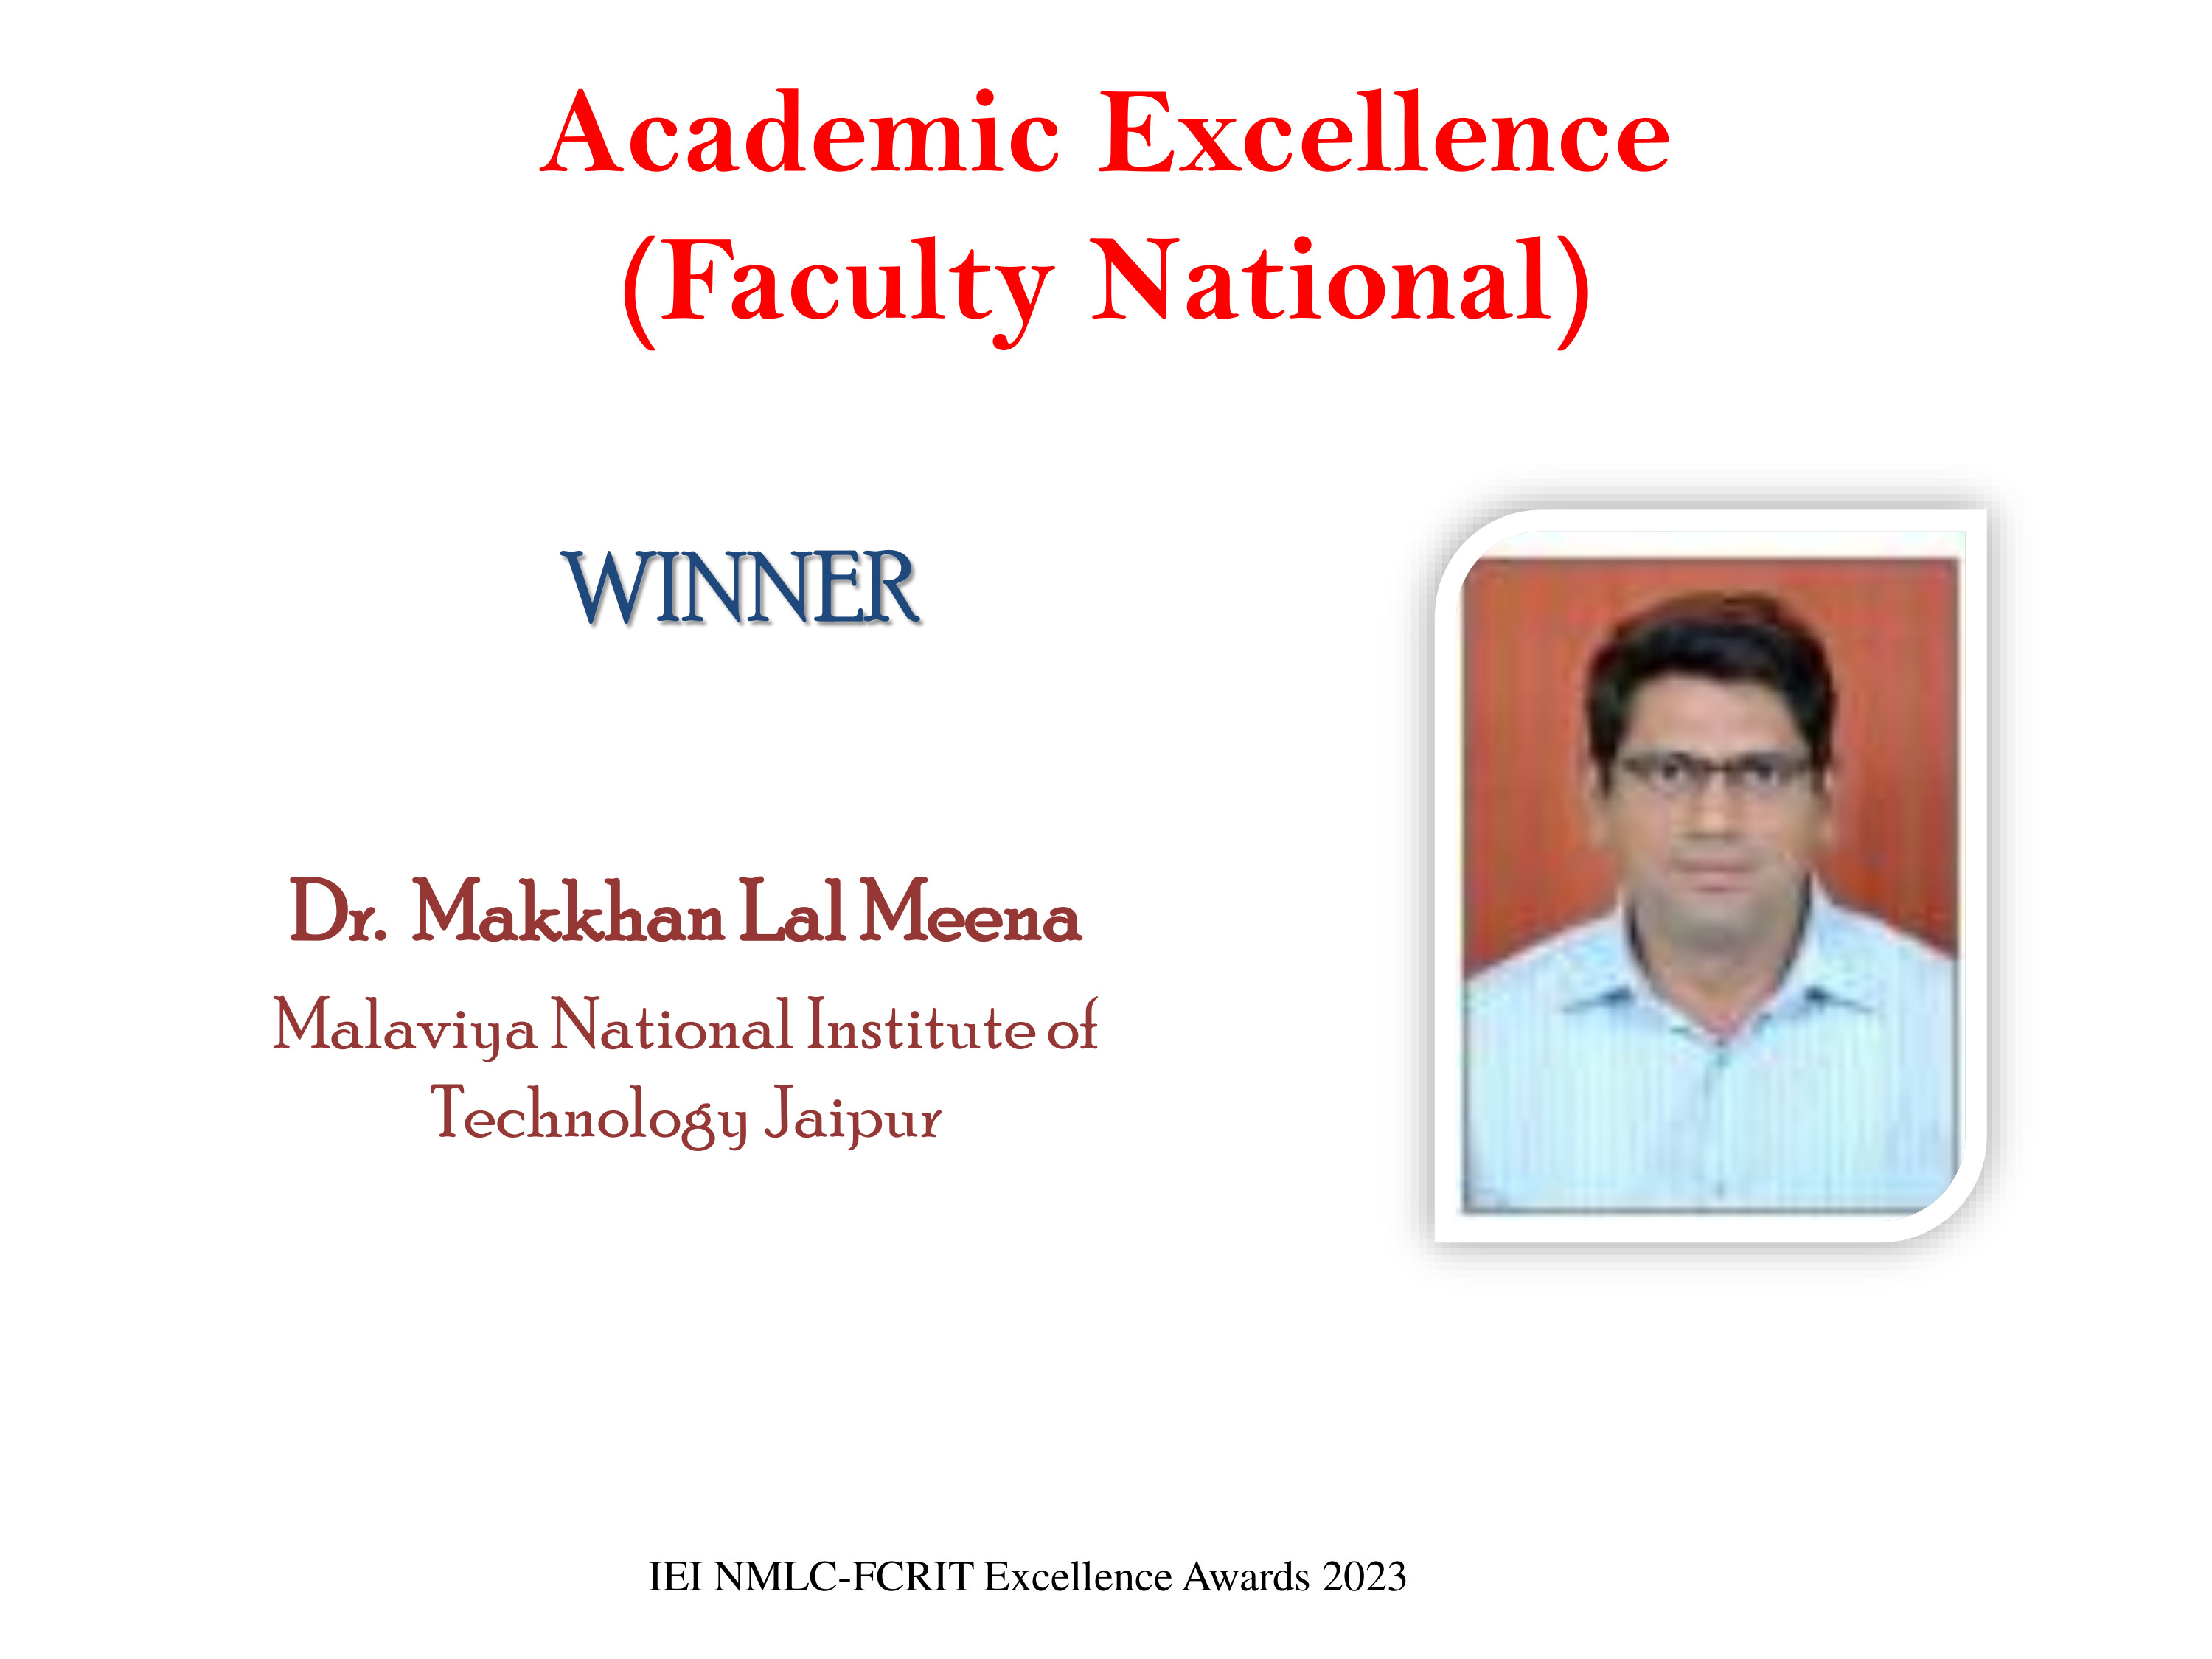 Academic Excellence
(Faculty National)
WINNER
Dr. Makkhan Lal Meena
Malaviya National Institute of
Technology Jaipur
IEI NMLC-FCRIT Excellence Awards 2023